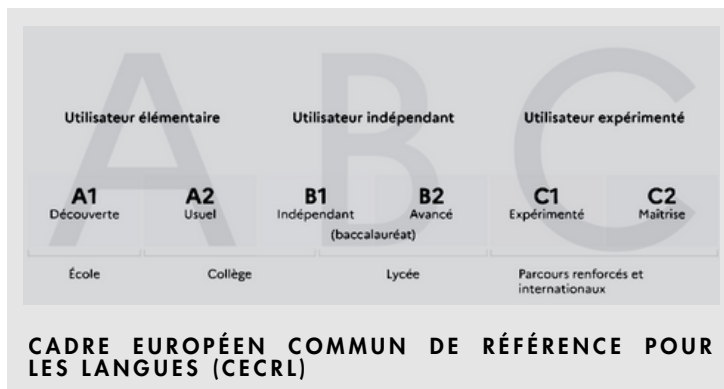 A B C
Utilisateur élémentaire Utilisateur indépendant Utilisateur expérimenté
A1 A2 B1 B2 C1 C2
Découverte Usuel Indépendant Avancé Expérimenté Maîtrise
(baccalauréat)
École Collège Lycée Parcours renforcés et
internationaux
CADRE EUROPÉEN COMMUN DE RÉFÉRENCE POUR
LES LANGUES (CECRL)